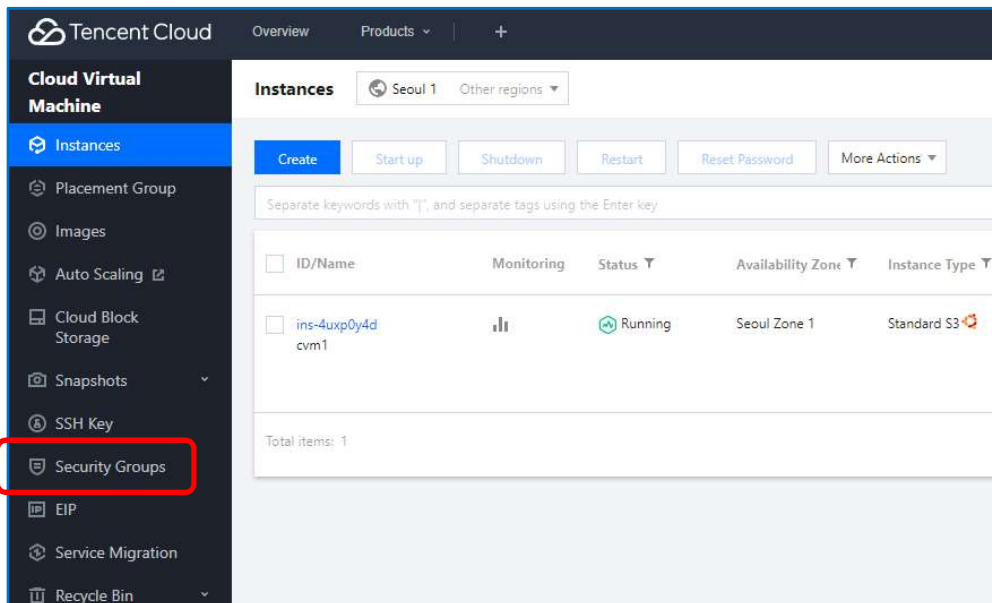 Tencent Cloud Overview Products +
Cloud Virtual
Machine
Instances Seoul 1 Other regions
Instances
Create Start up Shutdown Restart Reset Password More Actions
Placement Group
Separate keywords with "|", and separate tags using the Enter key
Images
ID/Name Monitoring Status Availability Zone Instance Type
Auto Scaling
Cloud Block
Storage
ins-4uxp0y4d Running Seoul Zone 1 Standard S3
cvm1
Snapshots
SSH Key
Total items: 1
Security Groups
IP EIP
Service Migration
Recycle Bin